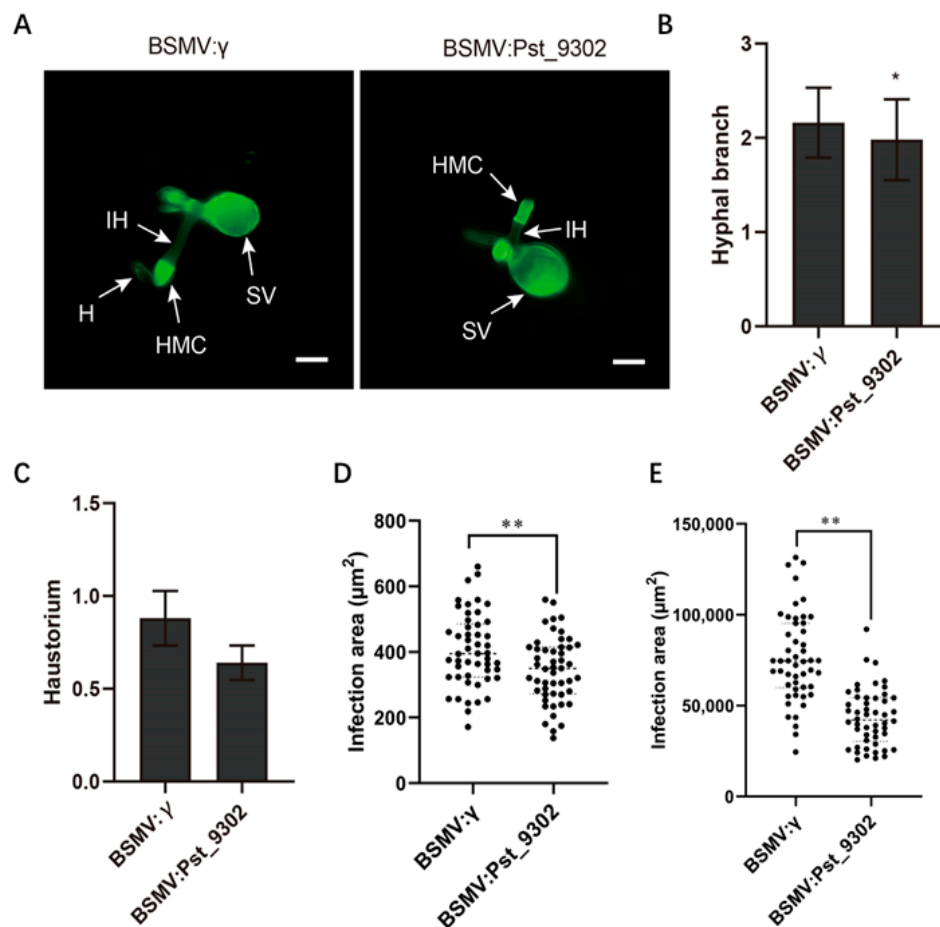 A
BSMV:γ
BSMV:Pst_9302
IH
H
HMC
SV
HMC
IH
SV
B
Hyphal branch
3
2
1
0
*
BSMV:γ
BSMV:Pst_9302
C
Haustorium
1.5
1.0
0.5
0.0
BSMV:γ
BSMV:Pst_9302
D
Infection area (µm²)
800
600
400
200
0
**
BSMV:γ
BSMV:Pst_9302
E
Infection area (µm²)
150,000
100,000
50,000
0
**
BSMV:γ
BSMV:Pst_9302